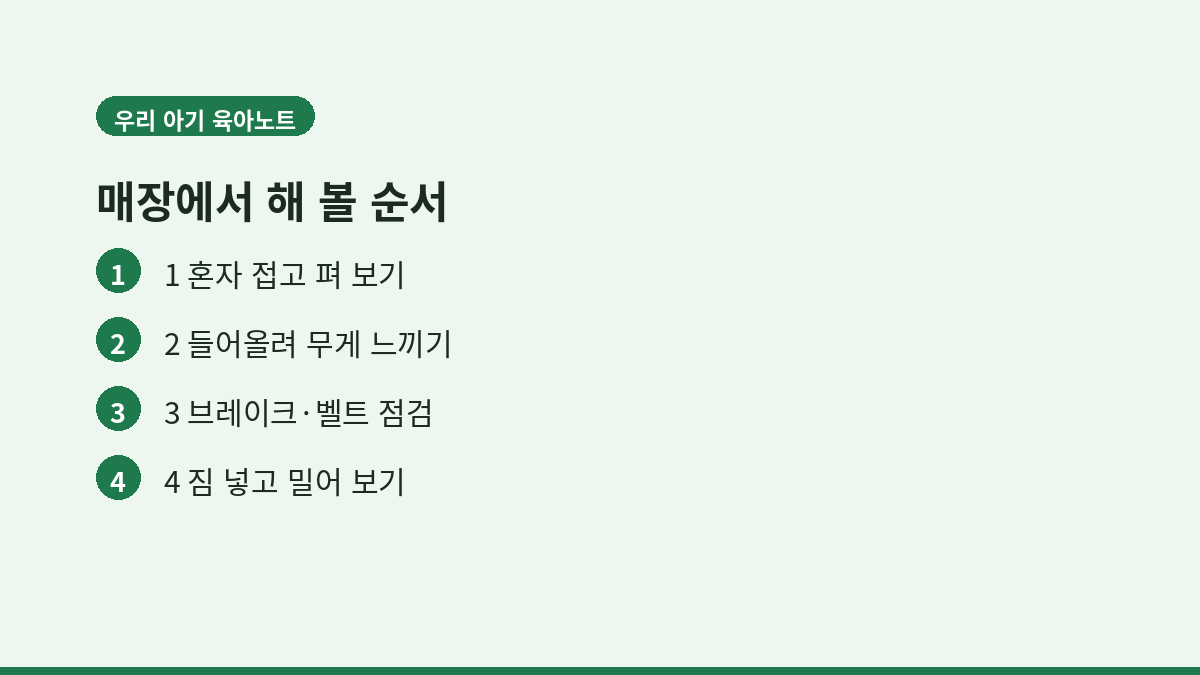 우리 아기 육아노트
매장에서 해 볼 순서
1 1 혼자 접고 펴 보기
2 2 들어올려 무게 느끼기
3 3 브레이크·벨트 점검
4 4 짐 넣고 밀어 보기